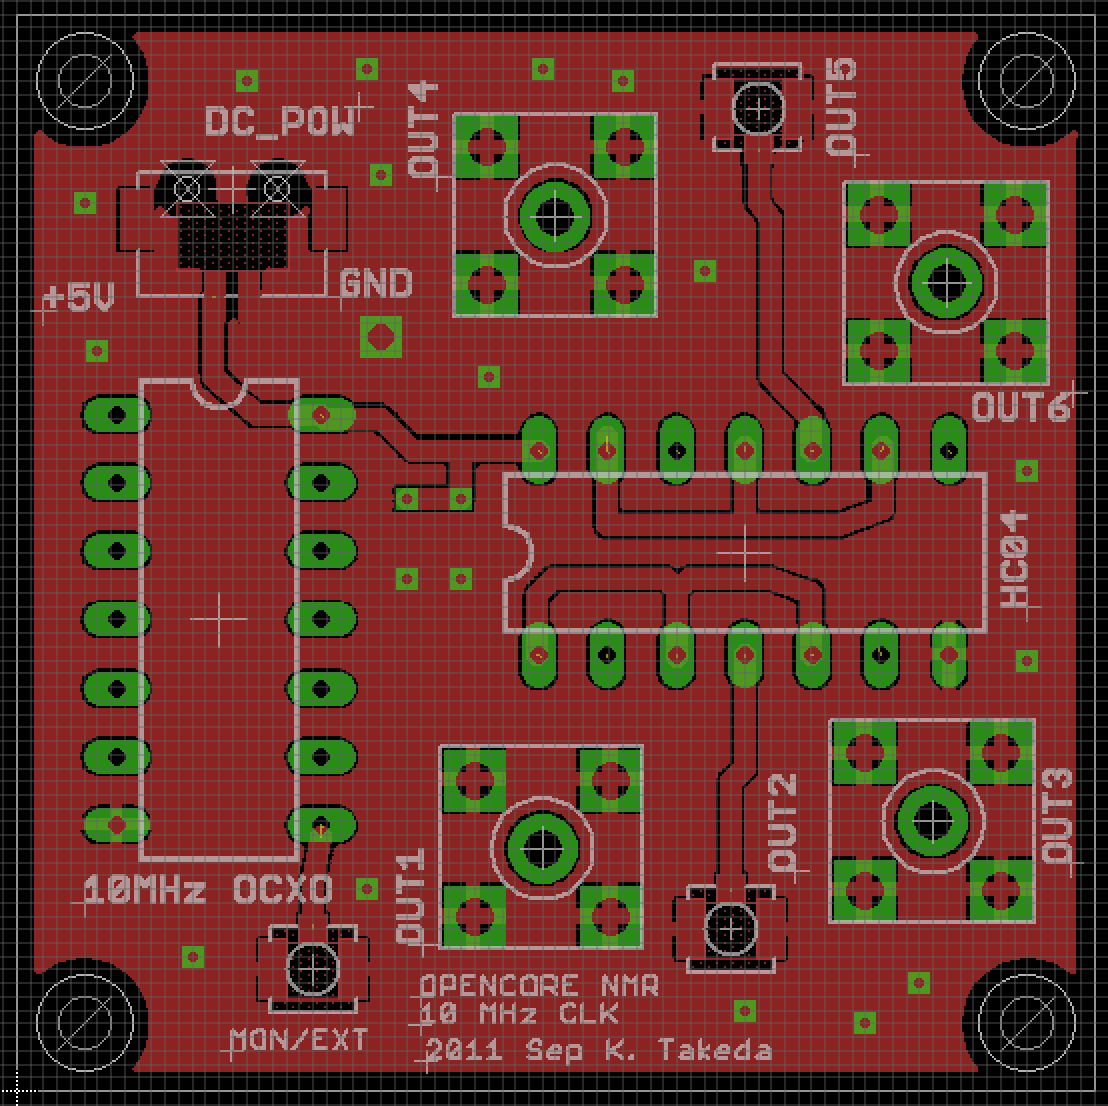 OUT5
OUT4
DC_POW
GND
+5V
OUT6
HC04
OUT2
OUT3
OUT1
10MHz OCXO
OPENCORE NMR
10 MHz CLK
MON/EXT
2011 Sep K. Takeda